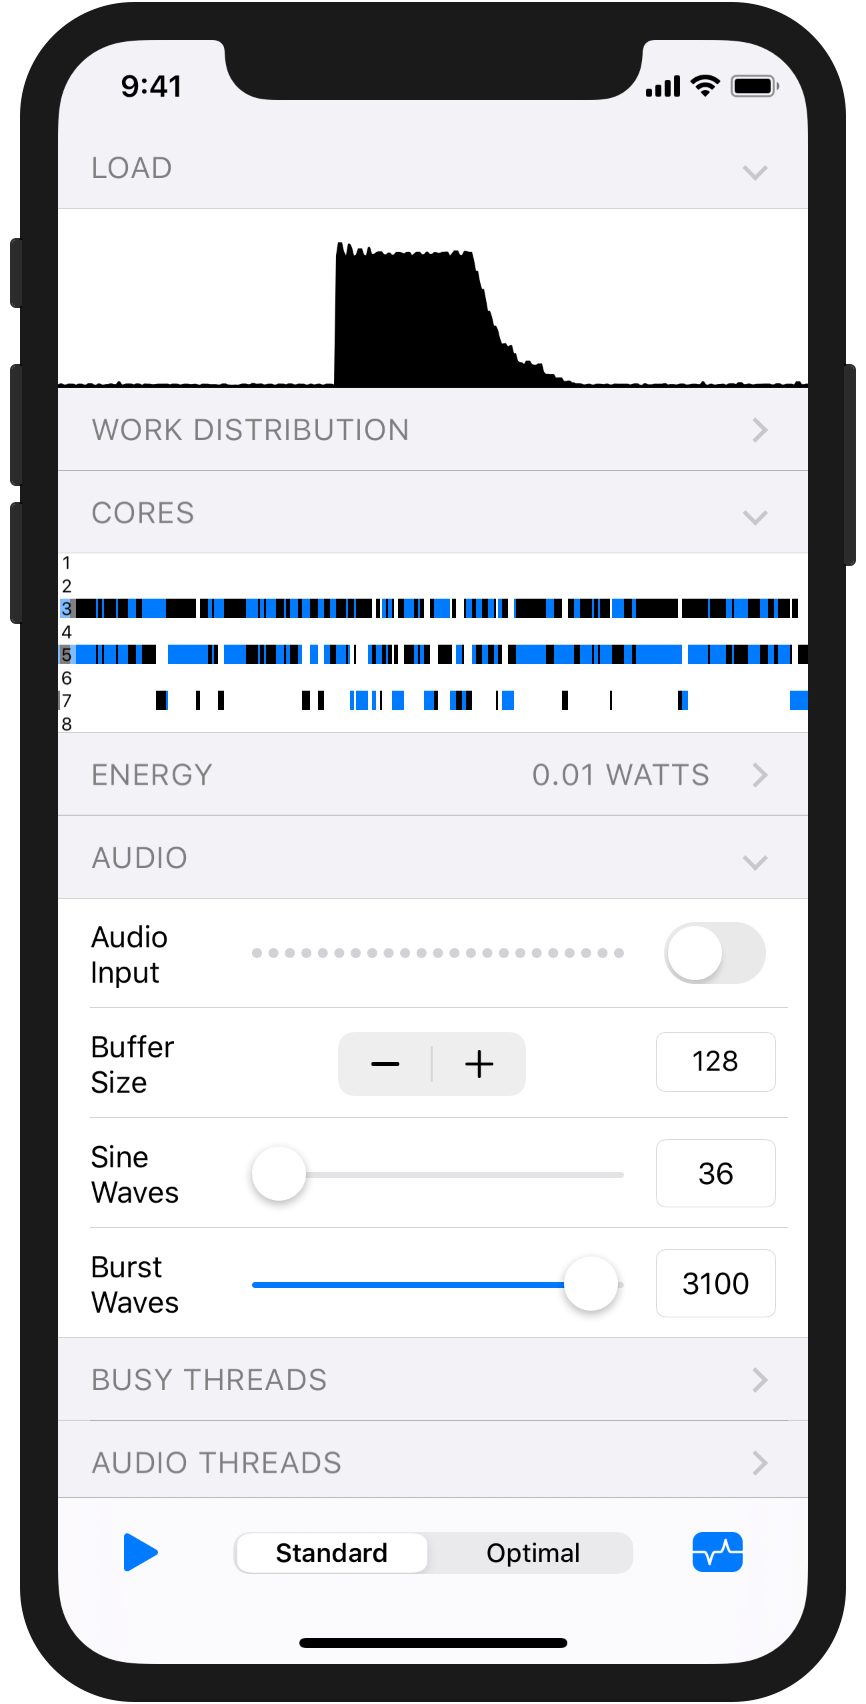 9:41
LOAD
WORK DISTRIBUTION
CORES
1
2
3
4
5
6
7
8
ENERGY 0.01 WATTS
AUDIO
Audio
Input
Buffer
Size
128
Sine
Waves
36
Burst
Waves
3100
BUSY THREADS
AUDIO THREADS
Standard Optimal